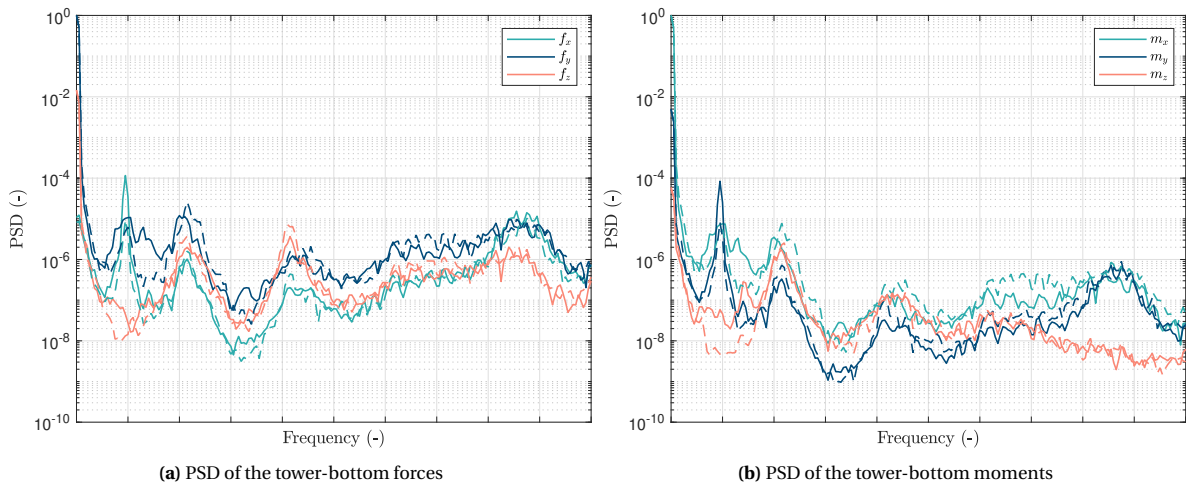 10^0
10^-2
10^-4
10^-6
10^-8
10^-10
PSD (-)
Frequency (-)
f_x
f_y
f_z
(a) PSD of the tower-bottom forces
10^0
10^-2
10^-4
10^-6
10^-8
10^-10
PSD (-)
Frequency (-)
m_x
m_y
m_z
(b) PSD of the tower-bottom moments